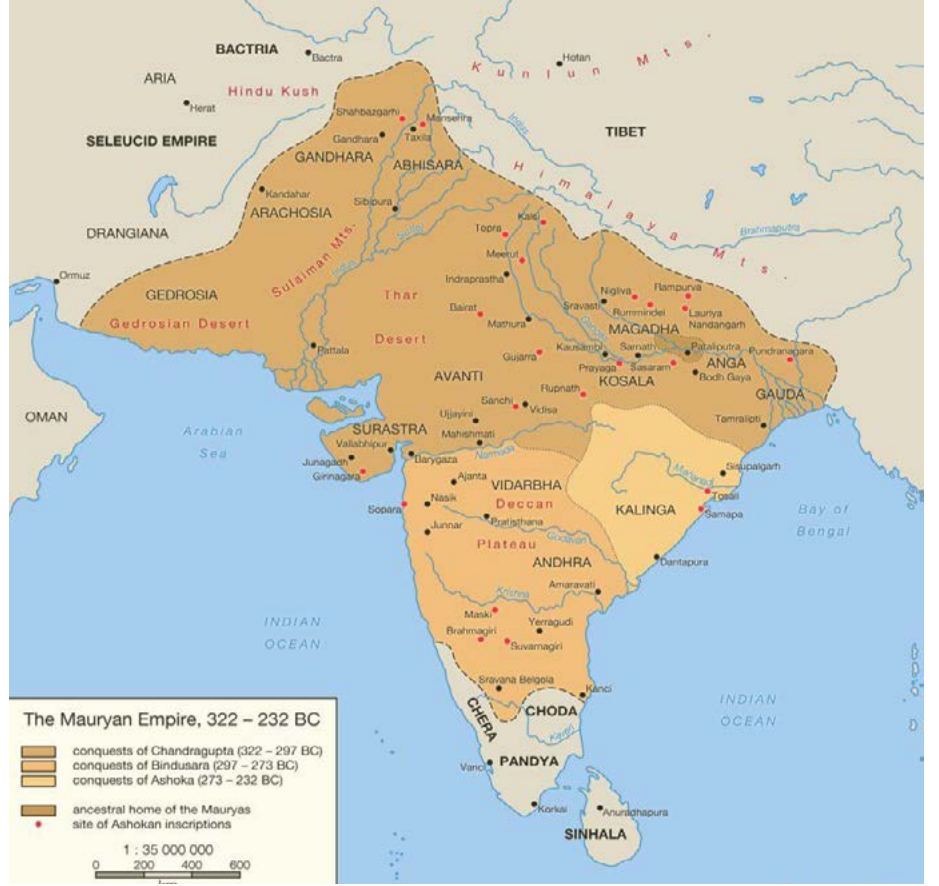 BACTRIA
Bactra
Hotan
Kunlun Mts.
ARIA
Hindu Kush
Herat
Shahbazgarhi
Mansehra
Indus
TIBET
SELEUCID EMPIRE
Gandhara
Taxila
GANDHARA
ABHISARA
Himalaya Mts.
Kandahar
ARACHOSIA
Sibipura
Kalsi
Topra
Sutlej
Brahmaputra
DRANGIANA
Sulaiman Mts.
Indus
Meerut
Ormuz
Indraprastha
GEDROSIA
Thar
Desert
Nigliva
Rampurva
Sravasti
Rummindei
Lauriya
Nandangarh
Bairat
Mathura
Gedrosian Desert
MAGADHA
Pattala
Gujarra
Kausambi
Sarnath
Pataliputra
Pundranagara
Prayaga
Sasaram
ANGA
AVANTI
KOSALA
Bodh Gaya
Rupnath
GAUDA
Sanchi
Vidisa
OMAN
Ujjayini
Tamralipti
Arabian
Sea
SURASTRA
Mahishmati
Vallabhipur
Narmada
Junagadh
Barygaza
Girinagara
Sisupalgarh
Ajanta
VIDARBHA
Mahanadi
Tosali
Nasik
Deccan
Sopara
KALINGA
Samapa
Bay of
Bengal
Pratisthana
Junnar
Godavari
Plateau
ANDHRA
Dantapura
Amaravati
Krishna
Maski
INDIAN
OCEAN
Yerragudi
Brahmagiri
Suvarnagiri
Sravana Belgola
Kanci
INDIAN
OCEAN
CHERA
CHODA
Kaveri
Vanci
PANDYA
Korkai
Anuradhapura
SINHALA
The Mauryan Empire, 322 – 232 BC
conquests of Chandragupta (322 – 297 BC)
conquests of Bindusara (297 – 273 BC)
conquests of Ashoka (273 – 232 BC)
ancestral home of the Mauryas
site of Ashokan inscriptions
1 : 35 000 000
0 200 400 600